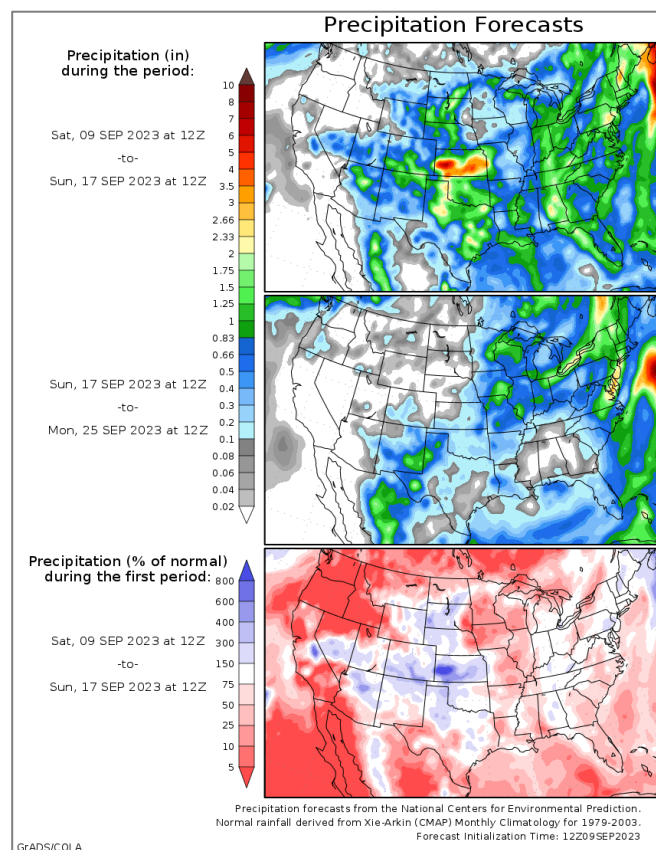 Precipitation Forecasts
Precipitation (in)
during the period:
Sat, 09 SEP 2023 at 12Z
-to-
Sun, 17 SEP 2023 at 12Z
10
8
7
6
5
4
3.5
3
2.66
2.33
2
1.75
1.5
1.25
1
0.83
0.66
0.5
0.4
0.3
0.2
0.1
0.08
0.06
0.04
0.02
Sun, 17 SEP 2023 at 12Z
-to-
Mon, 25 SEP 2023 at 12Z
Precipitation (% of normal)
during the first period:
Sat, 09 SEP 2023 at 12Z
-to-
Sun, 17 SEP 2023 at 12Z
800
600
400
300
150
75
50
25
10
5
Precipitation forecasts from the National Centers for Environmental Prediction.
Normal rainfall derived from Xie-Arkin (CMAP) Monthly Climatology for 1979-2003.
Forecast Initialization Time: 12Z09SEP2023
GrADS/COLA